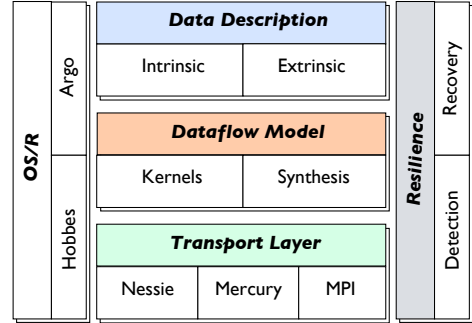 OS/R
Argo
Hobbes
Data Description
Intrinsic Extrinsic
Dataflow Model
Kernels Synthesis
Transport Layer
Nessie Mercury MPI
Resilience
Recovery
Detection